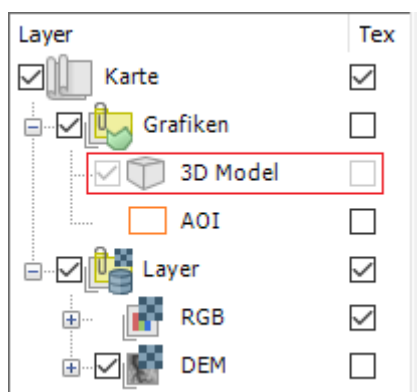 Layer Tex
Karte
Grafiken
3D Model
AOI
Layer
RGB
DEM